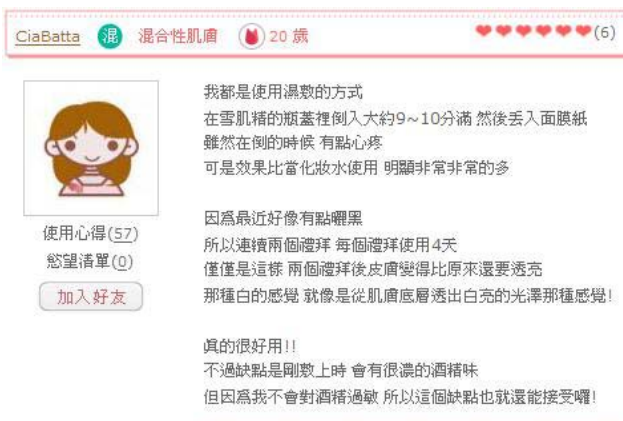 CiaBatta 混 混合性肌膚 20 歲 ❤❤❤❤❤❤(6)
我都是使用濕敷的方式
在雪肌精的瓶蓋裡倒入大約9~10分滿 然後丟入面膜紙
雖然在倒的時候 有點心疼
可是效果比當化妝水使用 明顯非常非常的多
因為最近好像有點曬黑
所以連續兩個禮拜 每個禮拜使用4天
僅僅是這樣 兩個禮拜後皮膚變得比原來還要透亮
那種白的感覺 就像是從肌膚底層透出白亮的光澤那種感覺!
真的很好用!!
不過缺點是剛敷上時 會有很濃的酒精味
但因為我不會對酒精過敏 所以這個缺點也就還能接受囉!
使用心得(57)
慾望清單(0)
加入好友